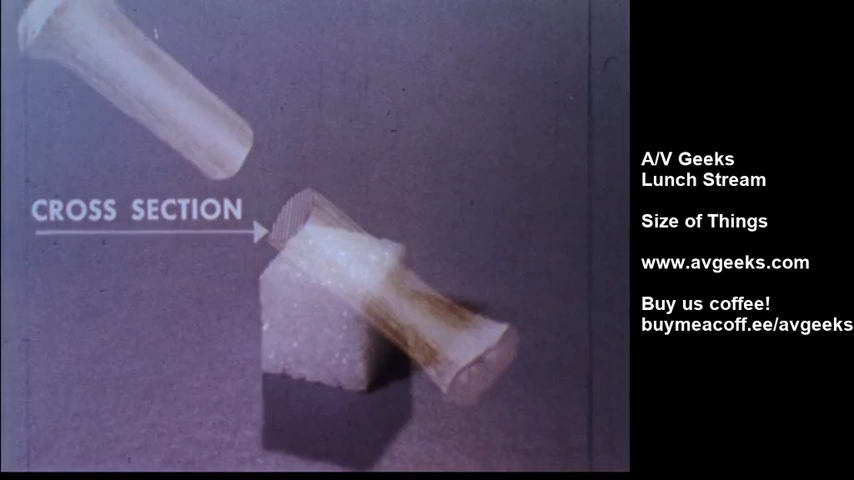 CROSS SECTION
A/V Geeks
Lunch Stream
Size of Things
www.avgeeks.com
Buy us coffee!
buymeacoff.ee/avgeeks